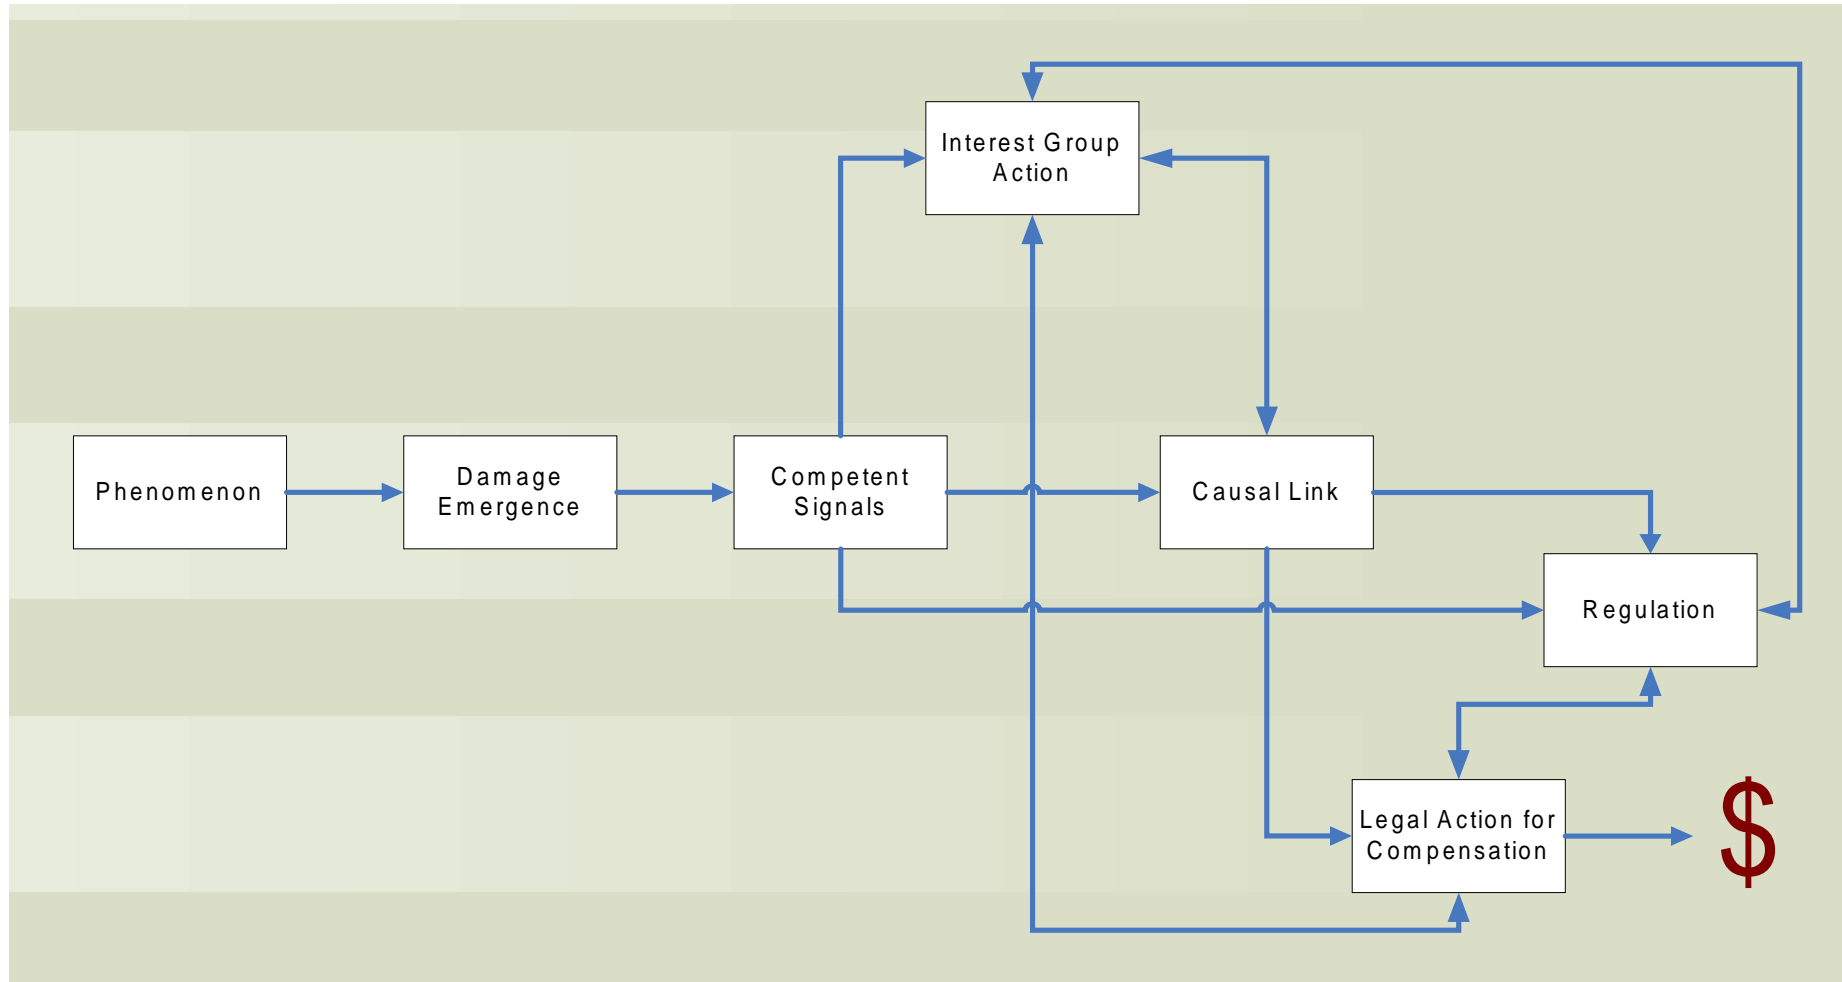 Interest Group
Action
Phenomenon
Damage
Emergence
Competent
Signals
Causal Link
Regulation
Legal Action for
Compensation
$